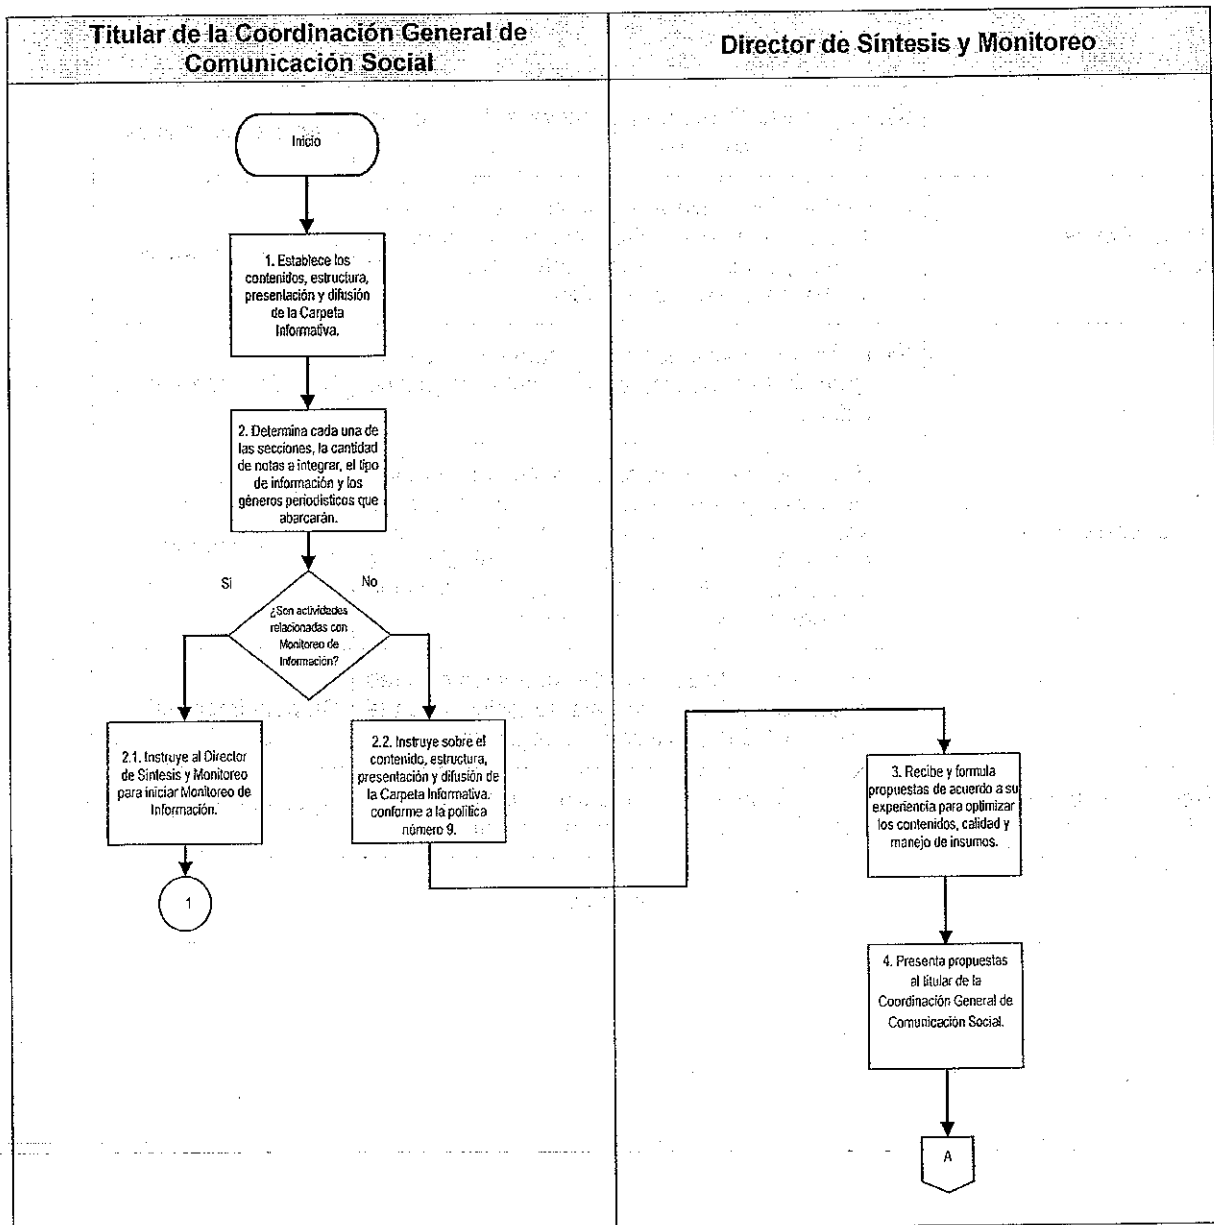 Titular de la Coordinación General de
Comunicación Social
Director de Síntesis y Monitoreo
Inicio
1. Establece los
contenidos, estructura,
presentación y difusión
de la Carpeta
Informativa.
2. Determina cada una de
las secciones, la cantidad
de notas a integrar, el tipo
de información y los
géneros periodísticos que
abarcarán.
Si
No
¿Son actividades
relacionadas con
Monitoreo de
Información?
2.1. Instruye al Director
de Síntesis y Monitoreo
para iniciar Monitoreo de
Información.
2.2. Instruye sobre el
contenido, estructura,
presentación y difusión de
la Carpeta Informativa.
conforme a la política
número 9.
1
3. Recibe y formula
propuestas de acuerdo a su
experiencia para optimizar
los contenidos, calidad y
manejo de insumos.
4. Presenta propuestas
al titular de la
Coordinación General de
Comunicación Social.
A